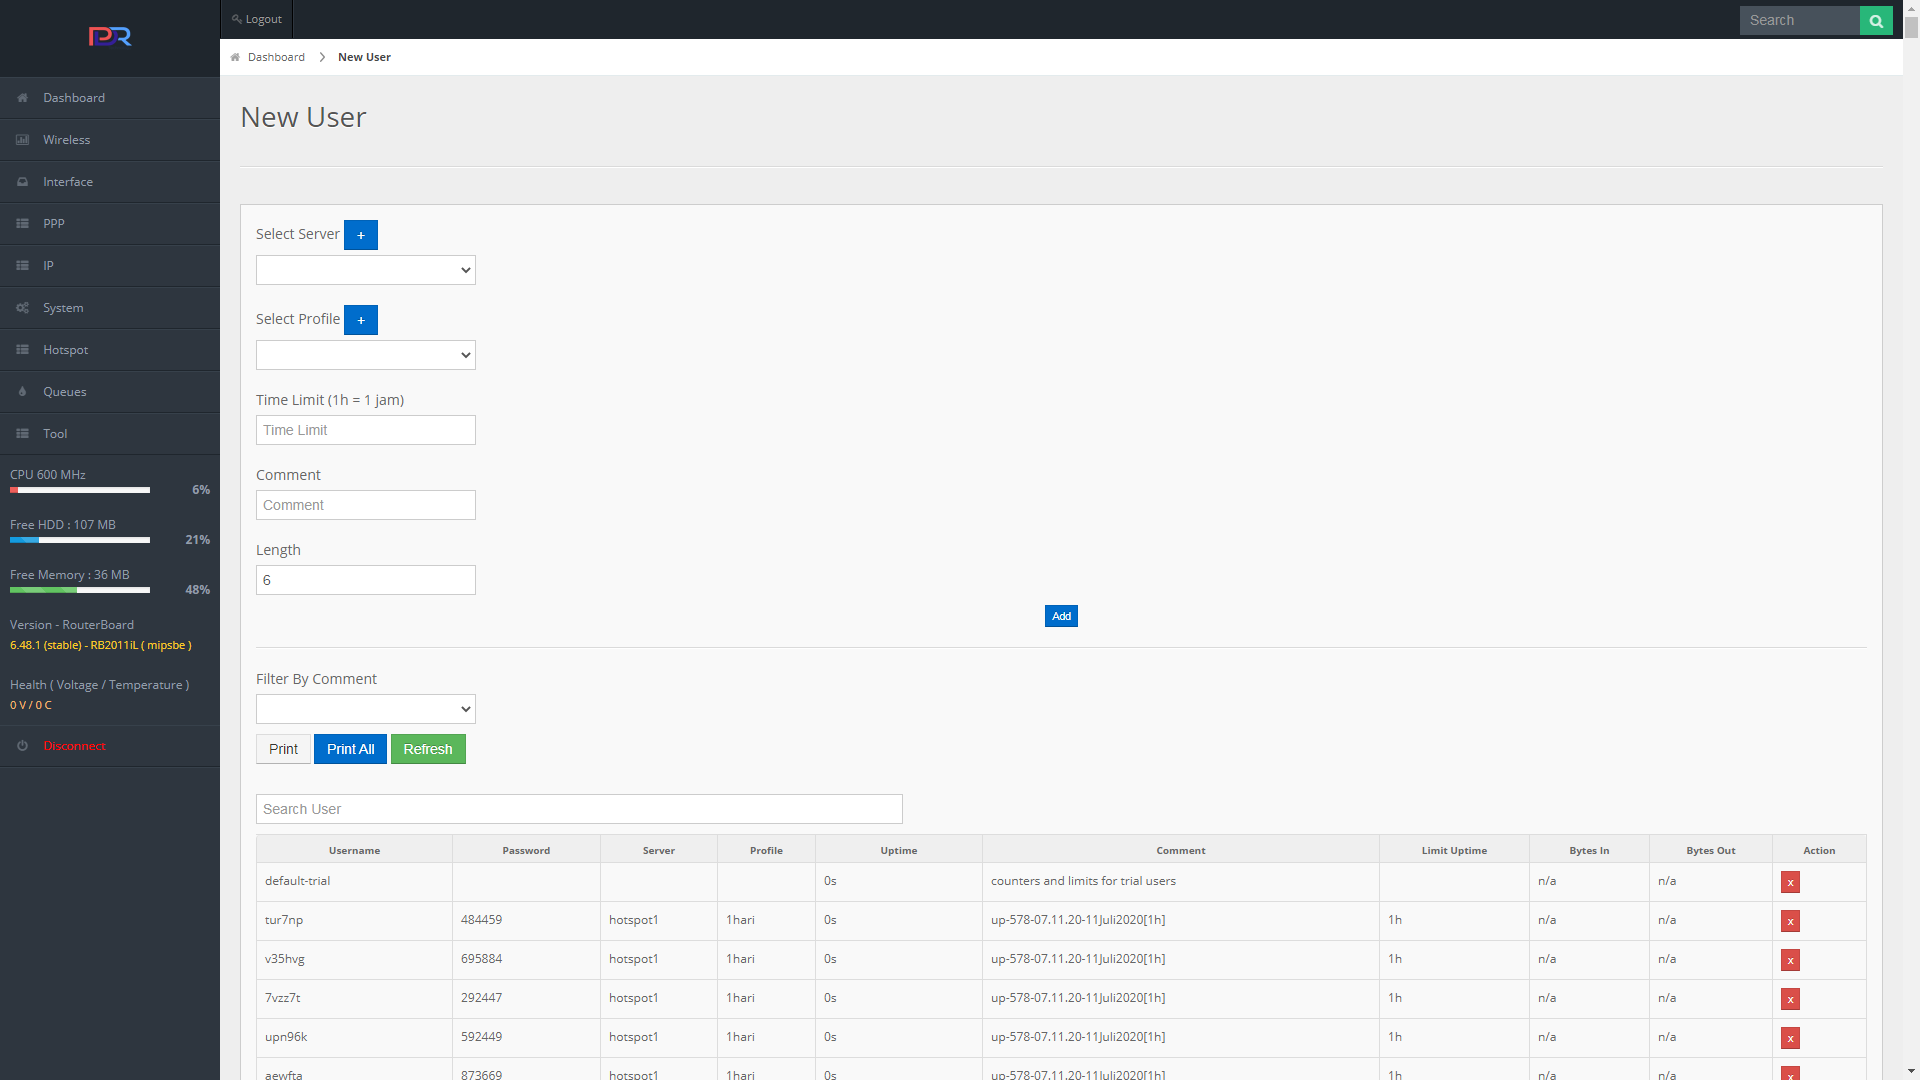 PDR
Logout
Search
Dashboard
New User
Dashboard
Wireless
Interface
PPP
IP
System
Hotspot
Queues
Tool
CPU 600 MHz
6%
Free HDD : 107 MB
21%
Free Memory : 36 MB
48%
Version - RouterBoard
6.48.1 (stable) - RB2011iL ( mipsbe )
Health ( Voltage / Temperature )
0 V / 0 C
Disconnect
New User
Select Server +
Select Profile +
Time Limit (1h = 1 jam)
Time Limit
Comment
Comment
Length
6
Add
Filter By Comment
Print Print All Refresh
Search User
Username Password Server Profile Uptime Comment Limit Uptime Bytes In Bytes Out Action
default-trial 0s counters and limits for trial users n/a n/a x
tur7np 484459 hotspot1 1hari 0s up-578-07.11.20-11Juli2020[1h] 1h n/a n/a x
v35hvg 695884 hotspot1 1hari 0s up-578-07.11.20-11Juli2020[1h] 1h n/a n/a x
7vzz7t 292447 hotspot1 1hari 0s up-578-07.11.20-11Juli2020[1h] 1h n/a n/a x
upn96k 592449 hotspot1 1hari 0s up-578-07.11.20-11Juli2020[1h] 1h n/a n/a x
aewfta 873669 hotspot1 1hari 0s up-578-07.11.20-11Juli2020[1h] 1h n/a n/a x